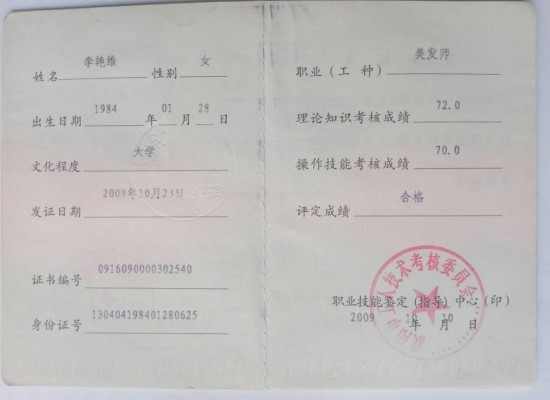 姓名 李艳维 性别 女
出生日期 1984 年 01 月 28 日
文化程度 大学
发证日期 2009年10月23日
证书编号 0916090000302540
身份证号 130404198401280625
职业（工 种） 美发师
理论知识考核成绩 72.0
操作技能考核成绩 70.0
评定成绩 合格
工人技术考核委员会
职业技能鉴定（指导）中心（印）
2009 年 10 月 10 日